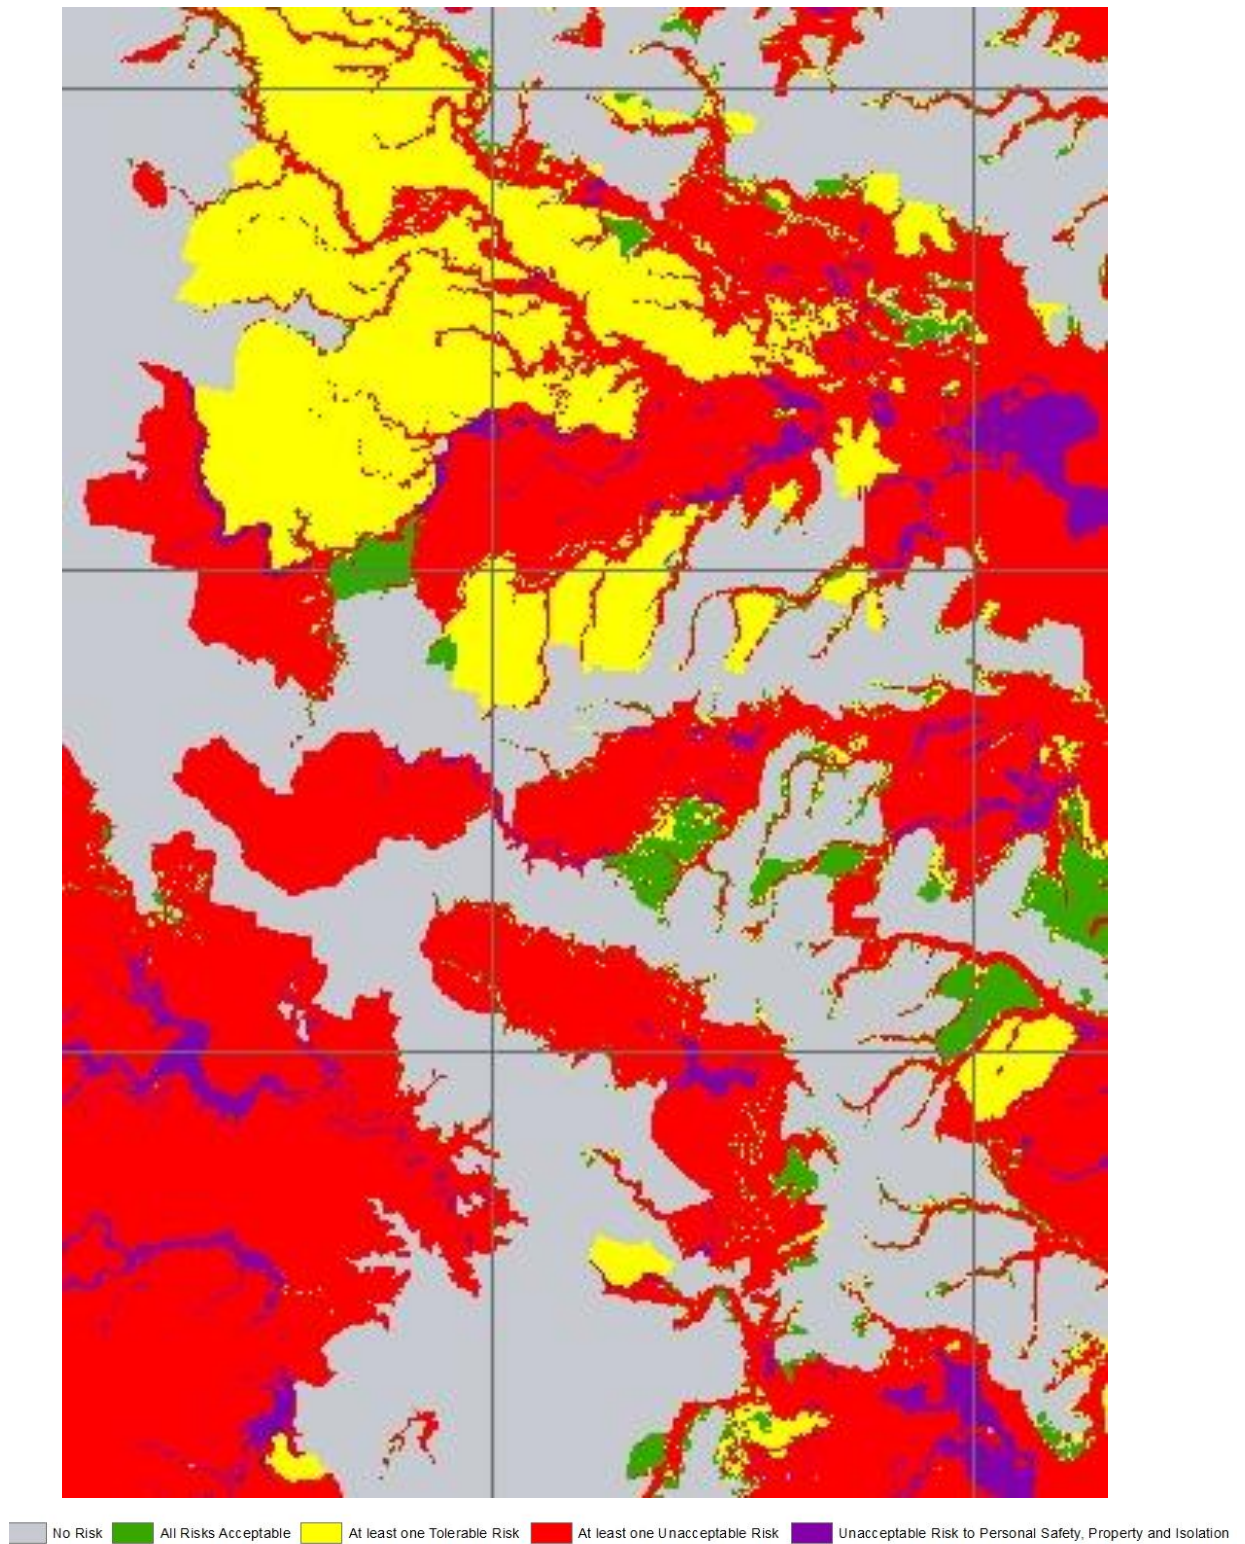 No Risk All Risks Acceptable At least one Tolerable Risk At least one Unacceptable Risk Unacceptable Risk to Personal Safety, Property and Isolation